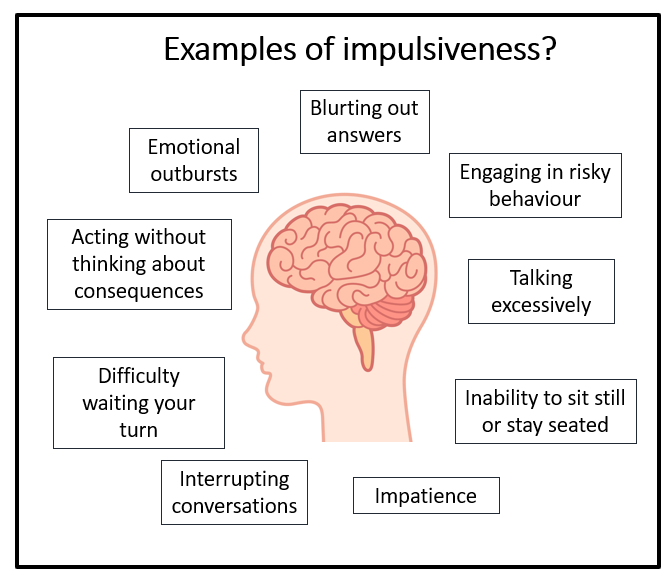 Examples of impulsiveness?
Blurting out
answers
Emotional
outbursts
Engaging in risky
behaviour
Acting without
thinking about
consequences
Talking
excessively
Difficulty
waiting your
turn
Inability to sit still
or stay seated
Interrupting
conversations
Impatience